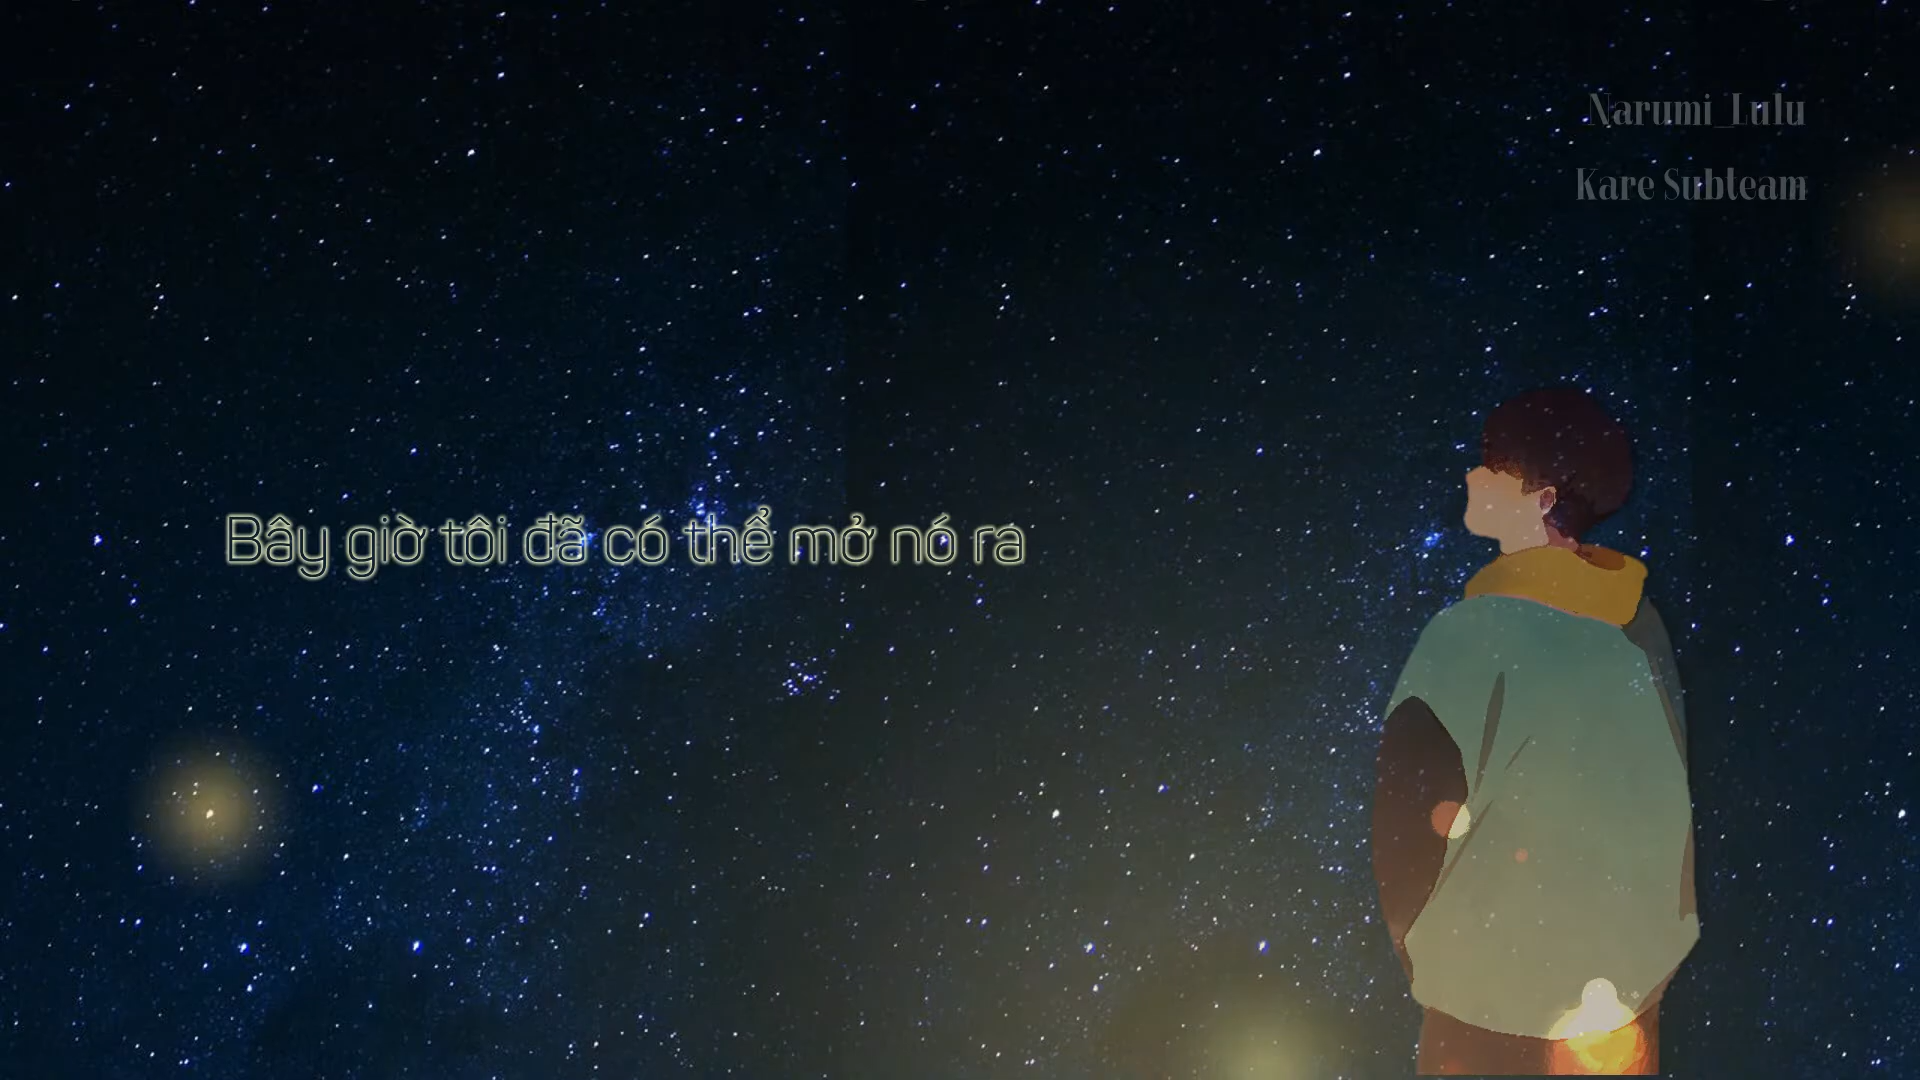 Narumi_Lulu
Kare Subteam
Bây giờ tôi đã có thể mở nó ra